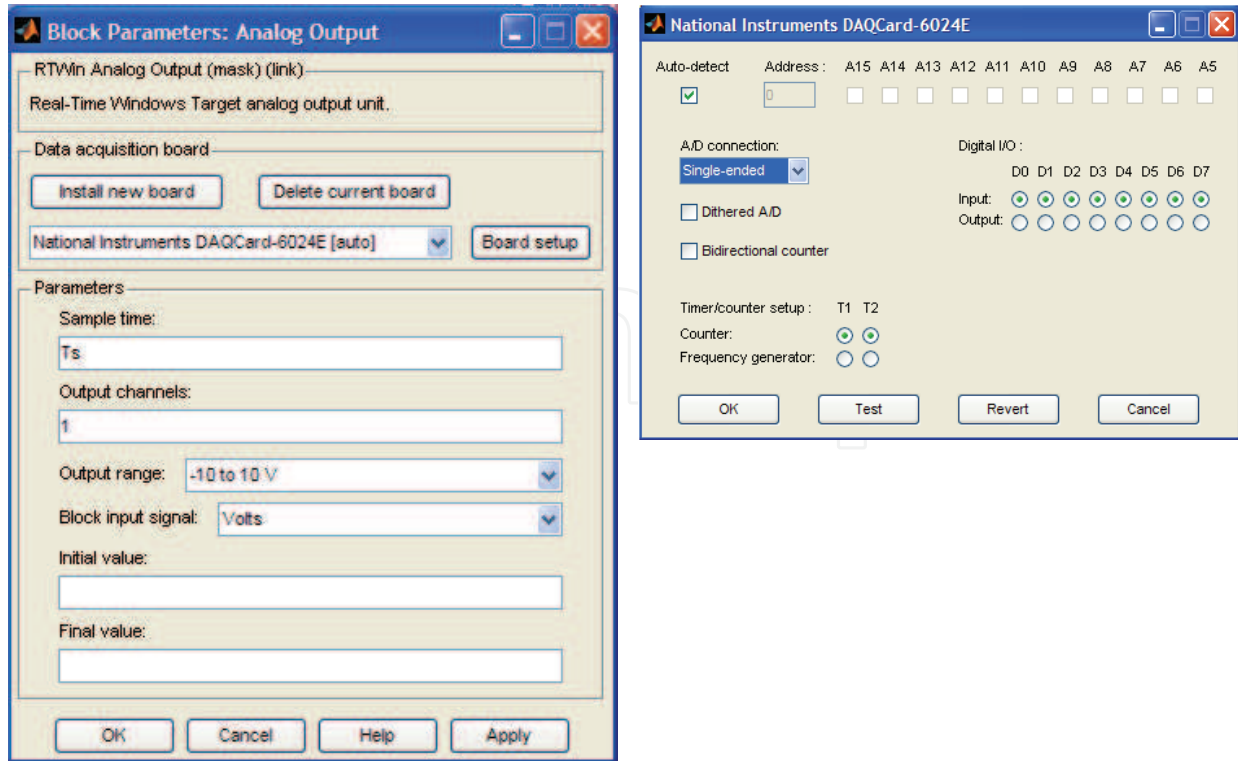 Block Parameters: Analog Output
RTWin Analog Output (mask) (link)
Real-Time Windows Target analog output unit.
Data acquisition board
Install new board
Delete current board
National Instruments DAQCard-6024E [auto]
Board setup
Parameters
Sample time:
Ts
Output channels:
1
Output range: -10 to 10 V
Block input signal: Volts
Initial value:
Final value:
OK Cancel Help Apply
National Instruments DAQCard-6024E
Auto-detect Address : A15 A14 A13 A12 A11 A10 A9 A8 A7 A6 A5
0
A/D connection:
Single-ended
Dithered A/D
Bidirectional counter
Digital I/O :
D0 D1 D2 D3 D4 D5 D6 D7
Input:
Output:
Timer/counter setup : T1 T2
Counter:
Frequency generator:
OK Test Revert Cancel